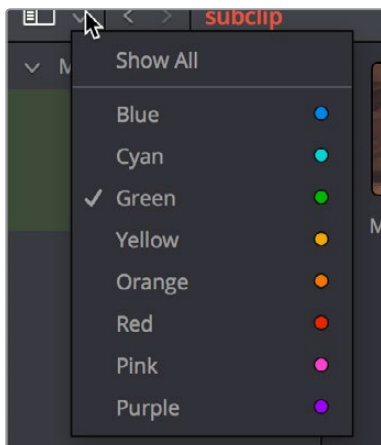 subclip
M
Show All
Blue
Cyan
Green
Yellow
Orange
Red
Pink
Purple
M